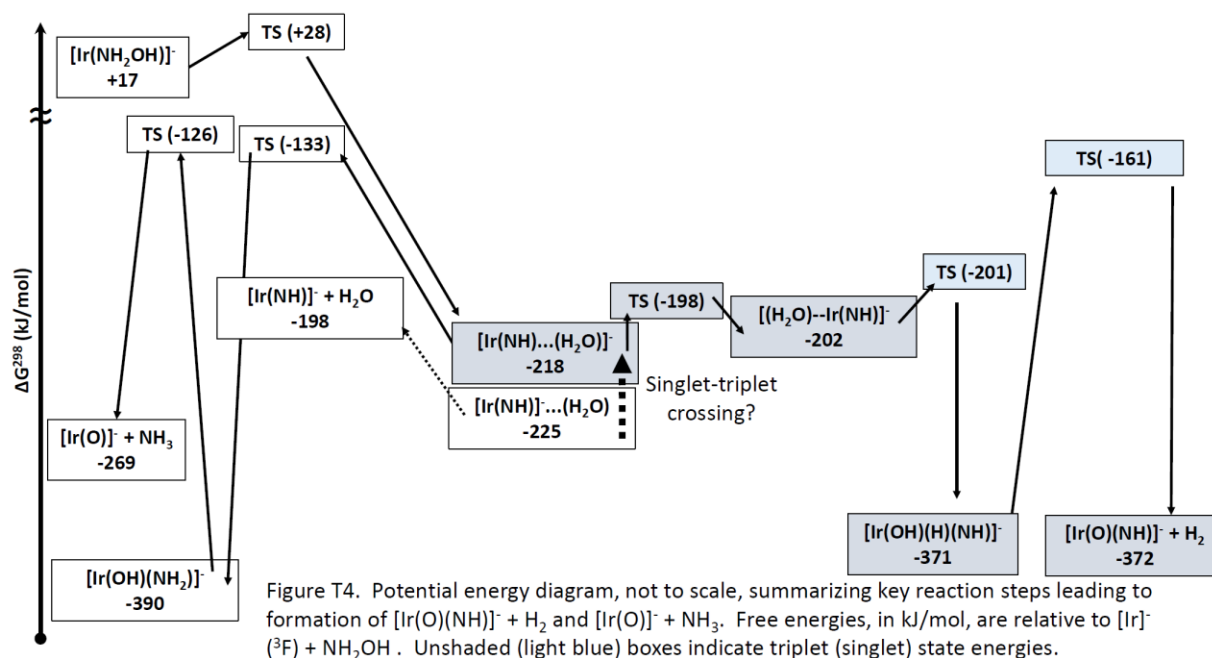 [Ir(NH₂OH)]⁻
+17
TS (+28)
TS (-126)
TS (-133)
TS( -161)
ΔG²⁹⁸ (kJ/mol)
[Ir(NH)]⁻ + H₂O
-198
TS (-198)
[(H₂O)--Ir(NH)]⁻
-202
TS (-201)
[Ir(NH)...(H₂O)]⁻
-218
[Ir(NH)]⁻...(H₂O)
-225
Singlet-triplet
crossing?
[Ir(O)]⁻ + NH₃
-269
[Ir(OH)(H)(NH)]⁻
-371
[Ir(O)(NH)]⁻ + H₂
-372
[Ir(OH)(NH₂)]⁻
-390
Figure T4. Potential energy diagram, not to scale, summarizing key reaction steps leading to
formation of [Ir(O)(NH)]⁻ + H₂ and [Ir(O)]⁻ + NH₃. Free energies, in kJ/mol, are relative to [Ir]⁻
(³F) + NH₂OH . Unshaded (light blue) boxes indicate triplet (singlet) state energies.